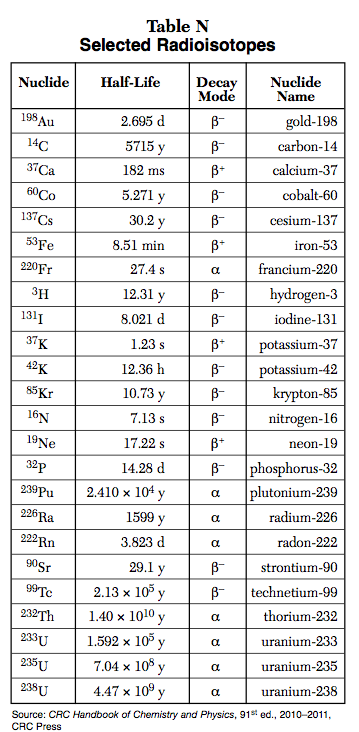 Table N
Selected Radioisotopes
Nuclide Half-Life Decay Mode Nuclide Name
¹⁹⁸Au 2.695 d β⁻ gold-198
¹⁴C 5715 y β⁻ carbon-14
³⁷Ca 182 ms β⁺ calcium-37
⁶⁰Co 5.271 y β⁻ cobalt-60
¹³⁷Cs 30.2 y β⁻ cesium-137
⁵³Fe 8.51 min β⁺ iron-53
²²⁰Fr 27.4 s α francium-220
³H 12.31 y β⁻ hydrogen-3
¹³¹I 8.021 d β⁻ iodine-131
³⁷K 1.23 s β⁺ potassium-37
⁴²K 12.36 h β⁻ potassium-42
⁸⁵Kr 10.73 y β⁻ krypton-85
¹⁶N 7.13 s β⁻ nitrogen-16
¹⁹Ne 17.22 s β⁺ neon-19
³²P 14.28 d β⁻ phosphorus-32
²³⁹Pu 2.410 × 10⁴ y α plutonium-239
²²⁶Ra 1599 y α radium-226
²²²Rn 3.823 d α radon-222
⁹⁰Sr 29.1 y β⁻ strontium-90
⁹⁹Tc 2.13 × 10⁵ y β⁻ technetium-99
²³²Th 1.40 × 10¹⁰ y α thorium-232
²³³U 1.592 × 10⁵ y α uranium-233
²³⁵U 7.04 × 10⁸ y α uranium-235
²³⁸U 4.47 × 10⁹ y α uranium-238
Source: CRC Handbook of Chemistry and Physics, 91ˢᵗ ed., 2010–2011,
CRC Press